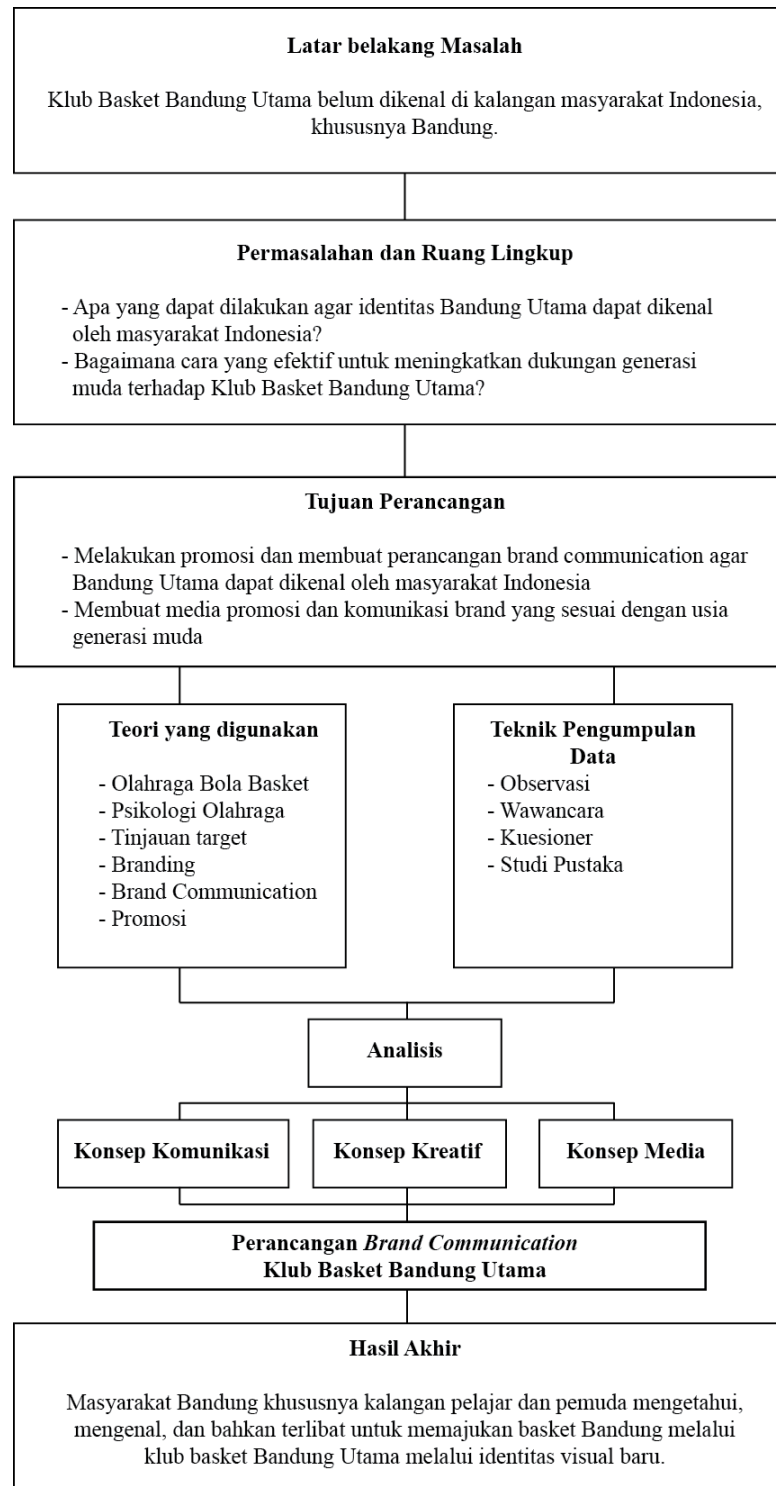 Latar belakang Masalah
Klub Basket Bandung Utama belum dikenal di kalangan masyarakat Indonesia,
khususnya Bandung.
Permasalahan dan Ruang Lingkup
- Apa yang dapat dilakukan agar identitas Bandung Utama dapat dikenal
oleh masyarakat Indonesia?
- Bagaimana cara yang efektif untuk meningkatkan dukungan generasi
muda terhadap Klub Basket Bandung Utama?
Tujuan Perancangan
- Melakukan promosi dan membuat perancangan brand communication agar
Bandung Utama dapat dikenal oleh masyarakat Indonesia
- Membuat media promosi dan komunikasi brand yang sesuai dengan usia
generasi muda
Teori yang digunakan
- Olahraga Bola Basket
- Psikologi Olahraga
- Tinjauan target
- Branding
- Brand Communication
- Promosi
Teknik Pengumpulan
Data
- Observasi
- Wawancara
- Kuesioner
- Studi Pustaka
Analisis
Konsep Komunikasi
Konsep Kreatif
Konsep Media
Perancangan Brand Communication
Klub Basket Bandung Utama
Hasil Akhir
Masyarakat Bandung khususnya kalangan pelajar dan pemuda mengetahui,
mengenal, dan bahkan terlibat untuk memajukan basket Bandung melalui
klub basket Bandung Utama melalui identitas visual baru.